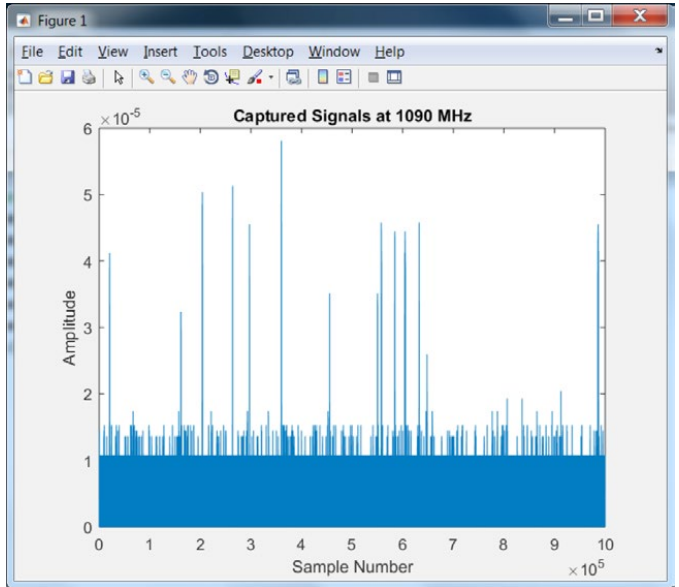 Figure 1
File Edit View Insert Tools Desktop Window Help
×10⁻⁵
Captured Signals at 1090 MHz
6
5
4
3
2
1
0
Amplitude
0 1 2 3 4 5 6 7 8 9 10
Sample Number
×10⁵